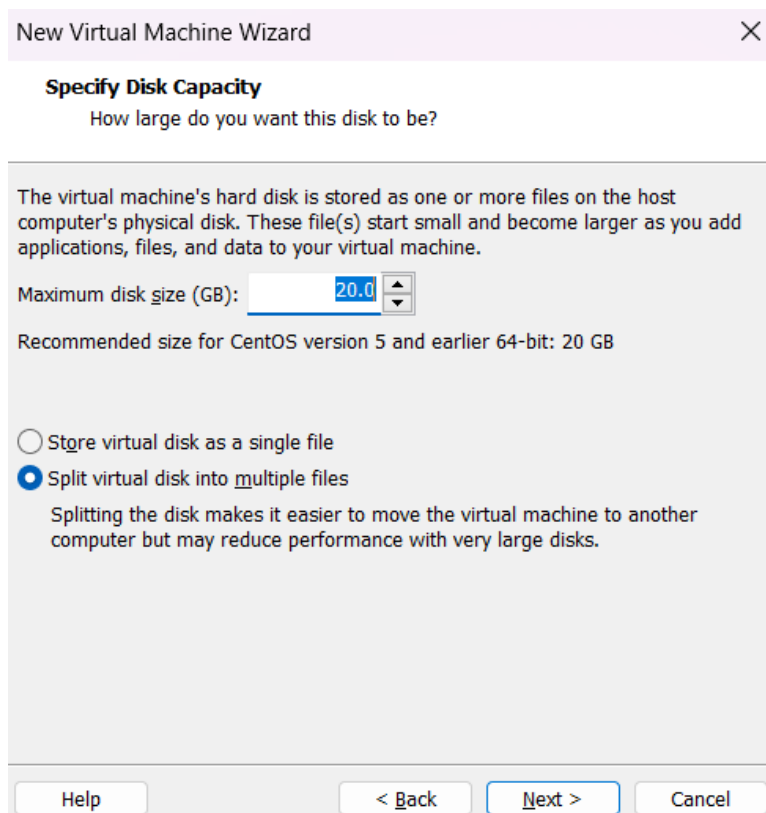 New Virtual Machine Wizard
Specify Disk Capacity
How large do you want this disk to be?
The virtual machine's hard disk is stored as one or more files on the host
computer's physical disk. These file(s) start small and become larger as you add
applications, files, and data to your virtual machine.
Maximum disk size (GB): 20.0
Recommended size for CentOS version 5 and earlier 64-bit: 20 GB
Store virtual disk as a single file
Split virtual disk into multiple files
Splitting the disk makes it easier to move the virtual machine to another
computer but may reduce performance with very large disks.
Help < Back Next > Cancel